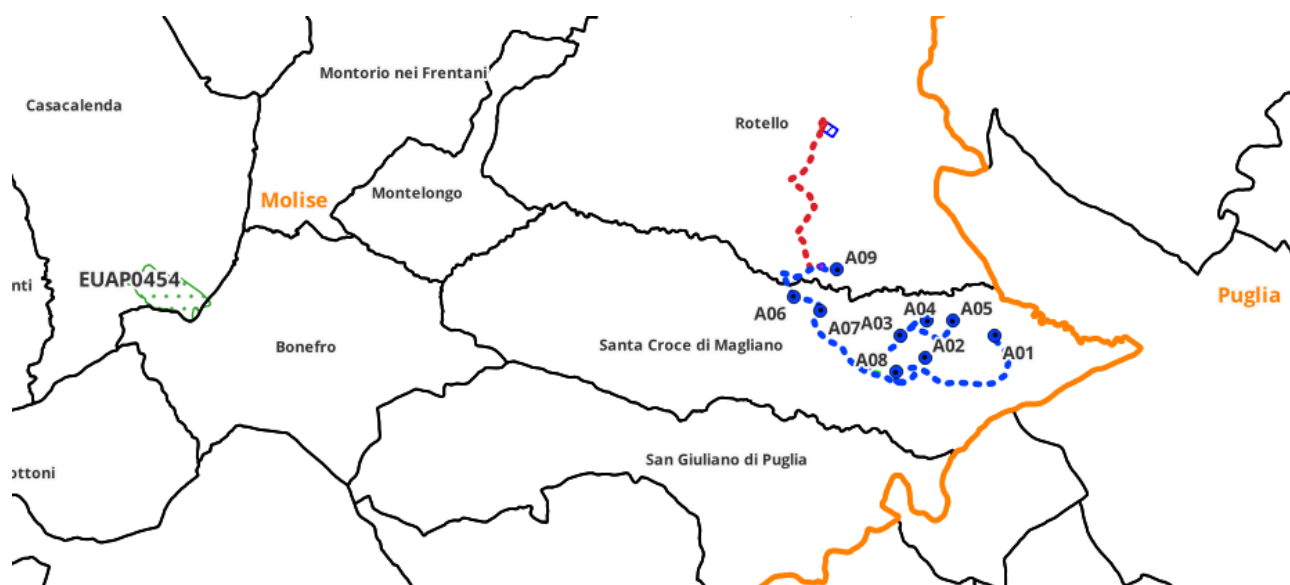 Montorio nei Frentani
Casacalenda
Rotello
Molise
Montelongo
A09
EUAP0454
nti
Puglia
A06
A07
A03
A04
A05
Bonefro
Santa Croce di Magliano
A08
A02
A01
ottoni
San Giuliano di Puglia